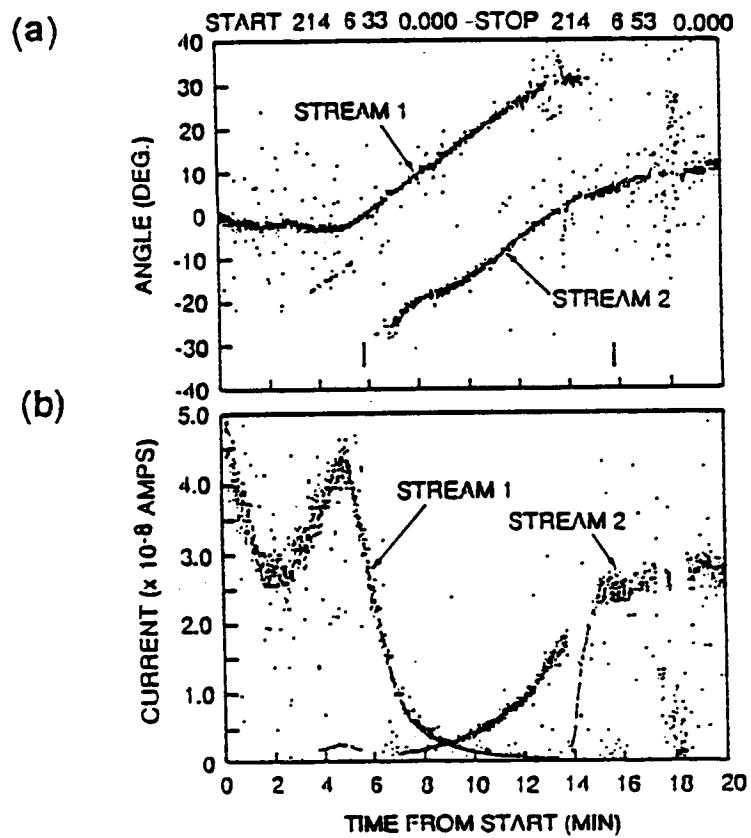 (a)
START 214 6 33 0.000 -STOP 214 6 53 0.000
40
30
20
10
0
-10
-20
-30
-40
ANGLE (DEG.)
STREAM 1
STREAM 2
(b)
5.0
4.0
3.0
2.0
1.0
0
CURRENT (x 10-8 AMPS)
STREAM 1
STREAM 2
0 2 4 6 8 10 12 14 16 18 20
TIME FROM START (MIN)